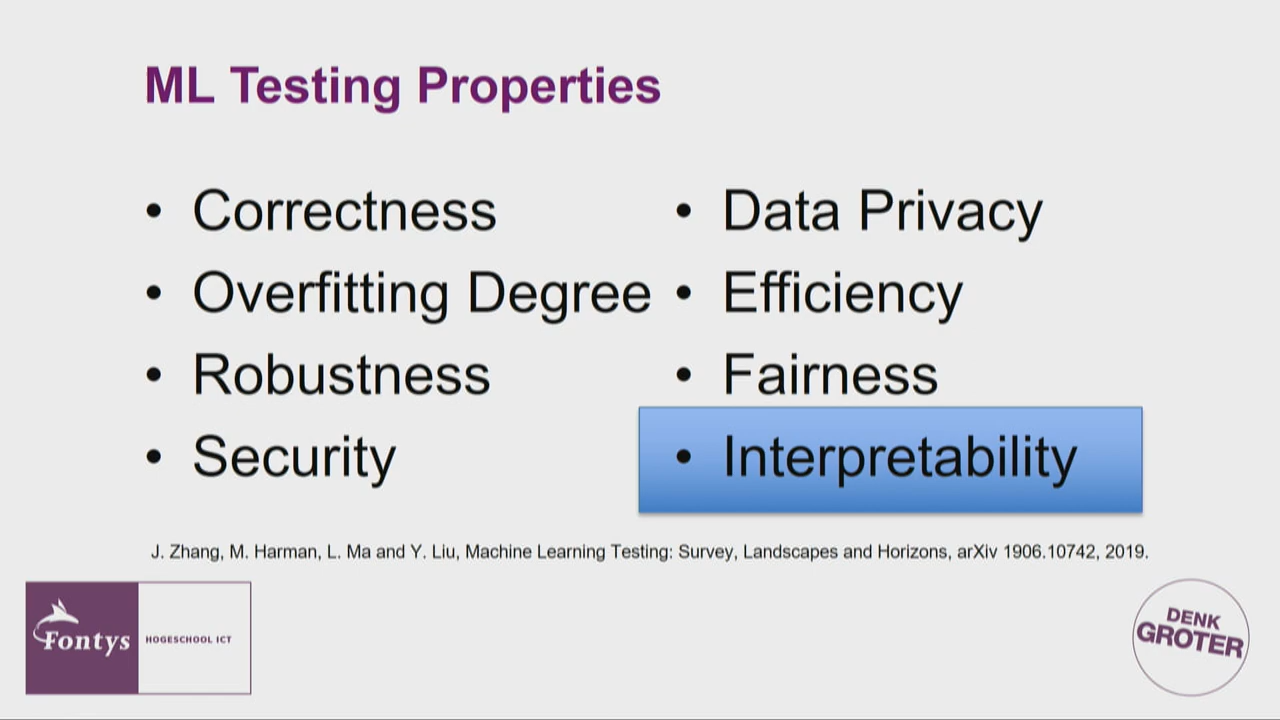 ML Testing Properties
• Correctness
• Overfitting Degree
• Robustness
• Security
• Data Privacy
• Efficiency
• Fairness
• Interpretability
J. Zhang, M. Harman, L. Ma and Y. Liu, Machine Learning Testing: Survey, Landscapes and Horizons, arXiv 1906.10742, 2019.
Fontys HOGESCHOOL ICT
DENK
GROTER